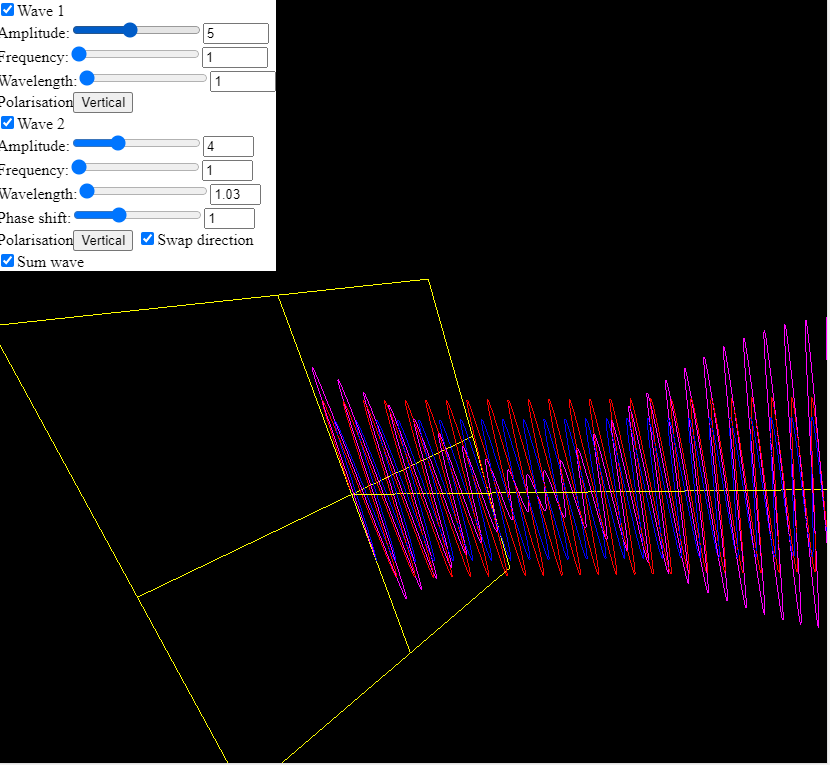 Wave 1
Amplitude: 5
Frequency: 1
Wavelength: 1
Polarisation Vertical
Wave 2
Amplitude: 4
Frequency: 1
Wavelength: 1.03
Phase shift: 1
Polarisation Vertical Swap direction
Sum wave